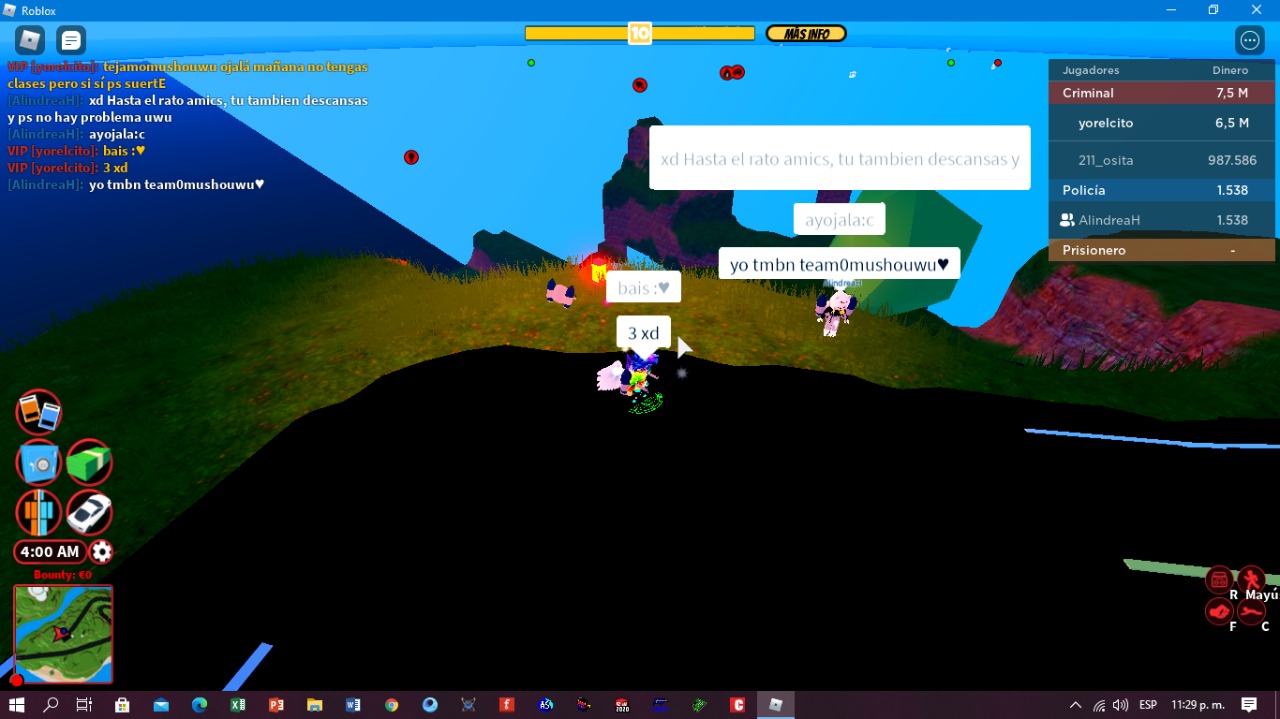 Roblox
10
MÁS INFO
VIP [yorelcito]: tejamomushouwu ojalá mañana no tengas
clases pero si sí ps suertE
[AlindreaH]: xd Hasta el rato amics, tu tambien descansas
y ps no hay problema uwu
[AlindreaH]: ayojala:c
VIP [yorelcito]: bais :♥
VIP [yorelcito]: 3 xd
[AlindreaH]: yo tmbn team0mushouwu♥
Jugadores Dinero
Criminal 7,5 M
yorelcito 6,5 M
211_osita 987.586
Policía 1.538
AlindreaH 1.538
Prisionero -
xd Hasta el rato amics, tu tambien descansas y
ayojala:c
yo tmbn team0mushouwu♥
AlindreaH
bais :♥
3 xd
4:00 AM
Bounty: €0
R Mayú
F C
ESP 11:29 p. m.